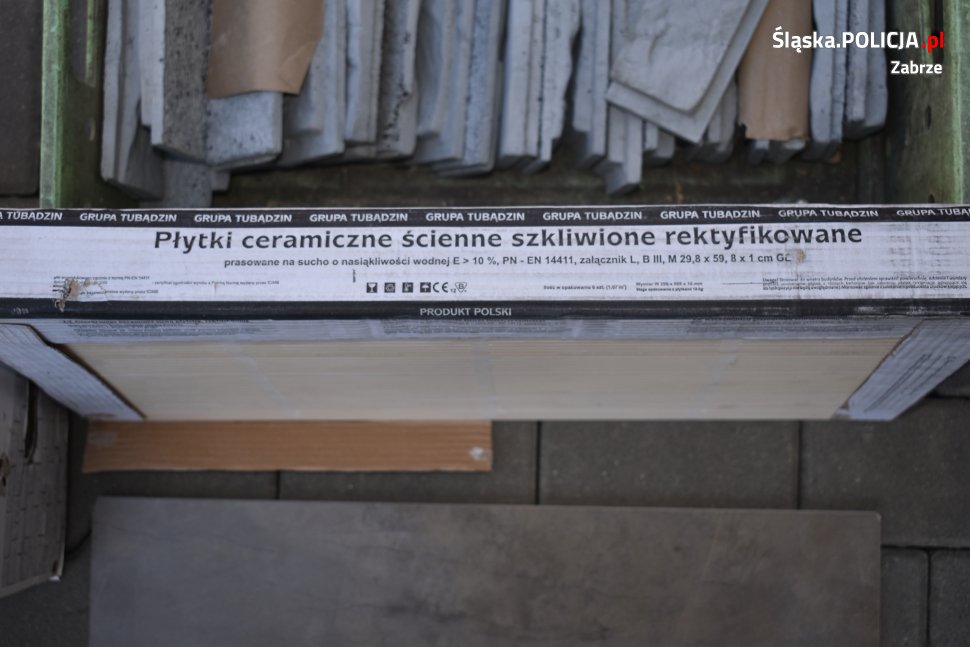 Śląska.POLICJA.pl
Zabrze
GRUPA TUBĄDZIN GRUPA TUBĄDZIN GRUPA TUBĄDZIN GRUPA TUBĄDZIN GRUPA TUBĄDZIN GRUPA TUBĄDZIN GRUPA TUBĄDZIN GRUPA
Płytki ceramiczne ścienne szkliwione rektyfikowane
prasowane na sucho o nasiąkliwości wodnej E > 10 %, PN - EN 14411, załącznik L, B III, M 29,8 x 59, 8 x 1 cm GL
CE
PRODUKT POLSKI